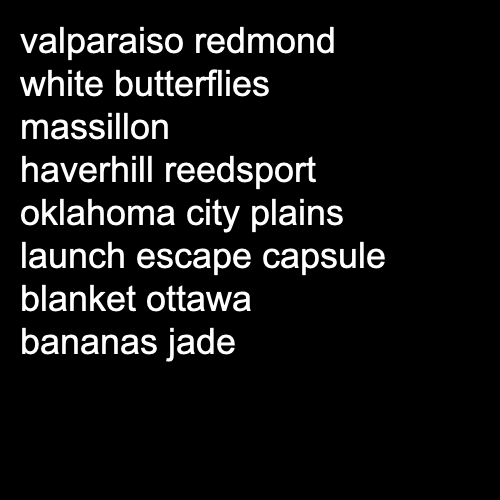 valparaiso redmond
white butterflies
massillon
haverhill reedsport
oklahoma city plains
launch escape capsule
blanket ottawa
bananas jade